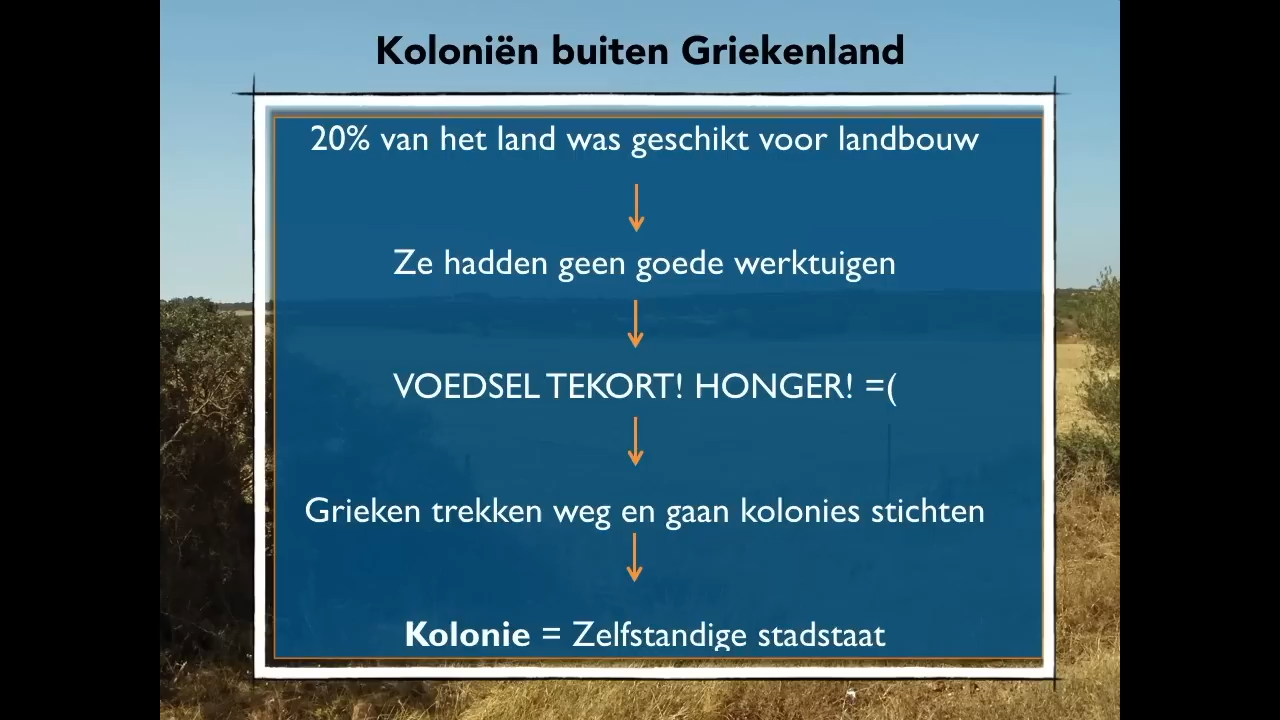 Koloniën buiten Griekenland
20% van het land was geschikt voor landbouw
Ze hadden geen goede werktuigen
VOEDSEL TEKORT! HONGER! =(
Grieken trekken weg en gaan kolonies stichten
Kolonie = Zelfstandige stadstaat